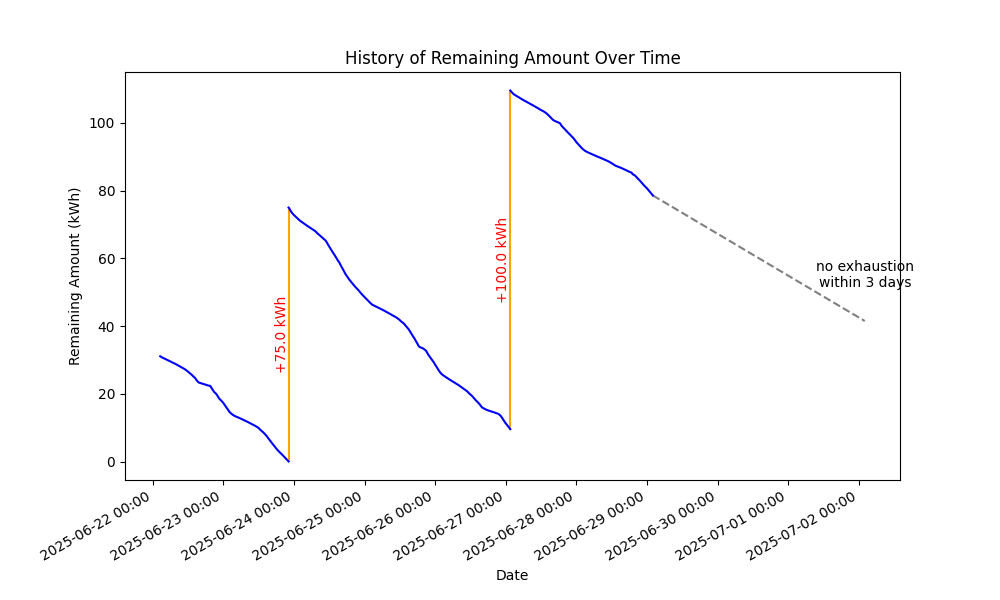 History of Remaining Amount Over Time
Remaining Amount (kWh)
100
80
60
40
20
0
+75.0 kWh
+100.0 kWh
no exhaustion
within 3 days
2025-06-22 00:00
2025-06-23 00:00
2025-06-24 00:00
2025-06-25 00:00
2025-06-26 00:00
2025-06-27 00:00
2025-06-28 00:00
2025-06-29 00:00
2025-06-30 00:00
2025-07-01 00:00
2025-07-02 00:00
Date